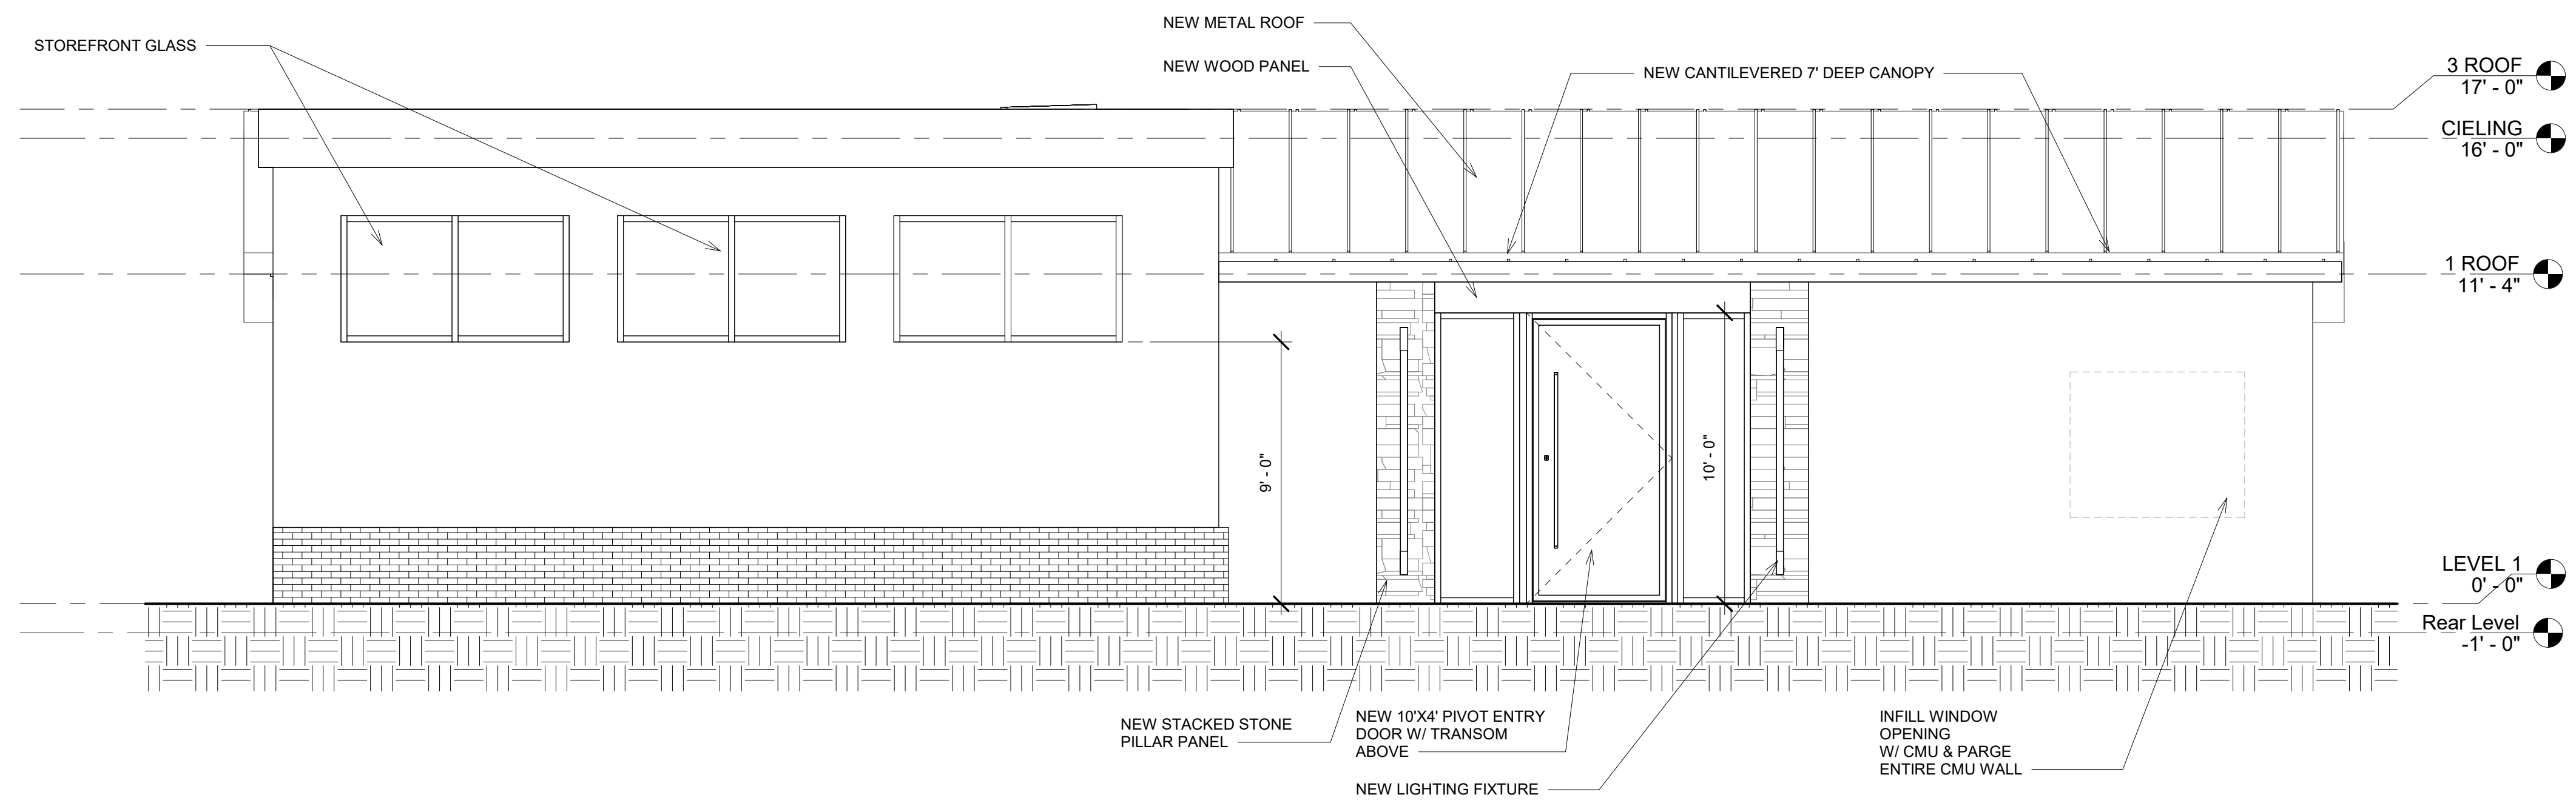 NEW METAL ROOF
STOREFRONT GLASS
NEW WOOD PANEL
NEW CANTILEVERED 7' DEEP CANOPY
3 ROOF
17' - 0"
CIELING
16' - 0"
1 ROOF
11' - 4"
9' - 0"
10' - 0"
LEVEL 1
0' - 0"
Rear Level
-1' - 0"
NEW STACKED STONE
PILLAR PANEL
NEW 10'X4' PIVOT ENTRY
DOOR W/ TRANSOM
ABOVE
NEW LIGHTING FIXTURE
INFILL WINDOW
OPENING
W/ CMU & PARGE
ENTIRE CMU WALL